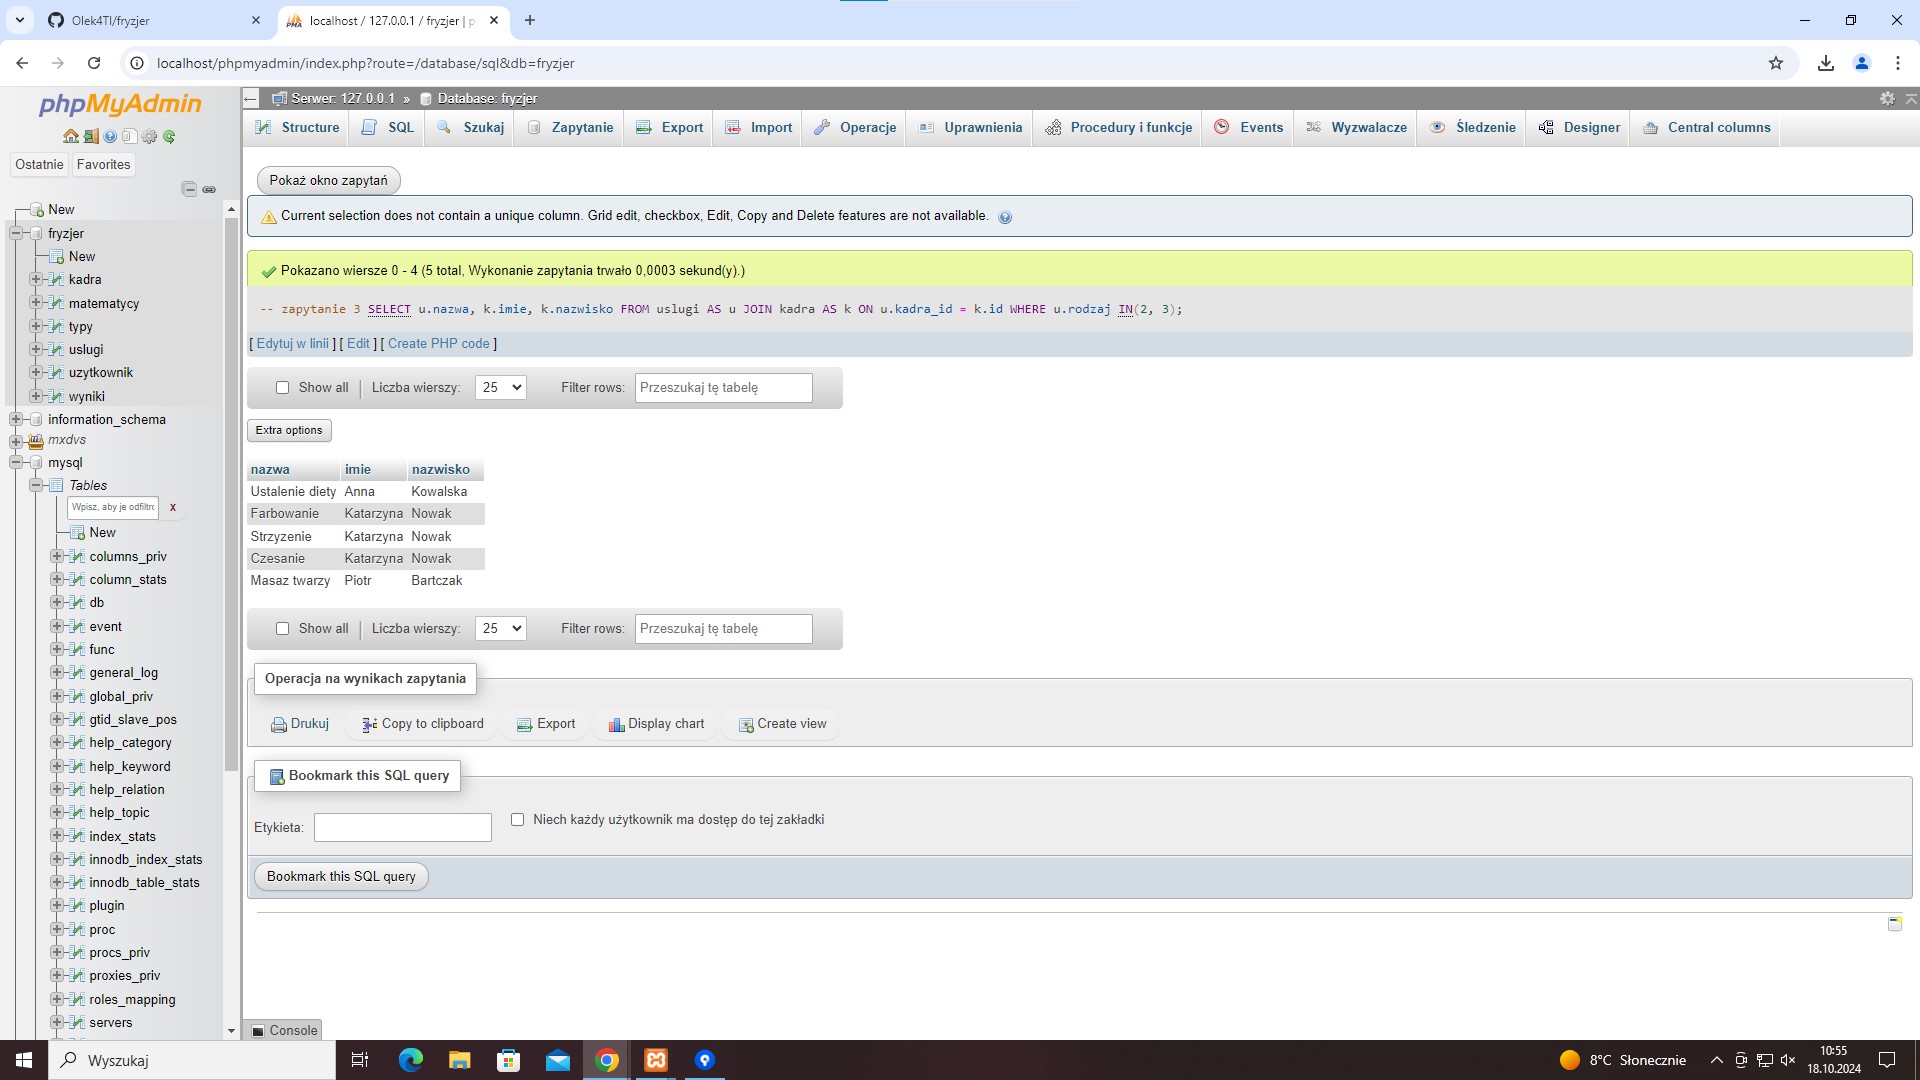 Olek4TI/fryzjer
localhost / 127.0.0.1 / fryzjer | p
localhost/phpmyadmin/index.php?route=/database/sql&db=fryzjer
phpMyAdmin
Ostatnie Favorites
New
fryzjer
New
kadra
matematycy
typy
uslugi
uzytkownik
wyniki
information_schema
mxdvs
mysql
Tables
Wpisz, aby je odfiltrc x
New
columns_priv
column_stats
db
event
func
general_log
global_priv
gtid_slave_pos
help_category
help_keyword
help_relation
help_topic
index_stats
innodb_index_stats
innodb_table_stats
plugin
proc
procs_priv
proxies_priv
roles_mapping
servers
Serwer: 127.0.0.1 » Database: fryzjer
Structure SQL Szukaj Zapytanie Export Import Operacje Uprawnienia Procedury i funkcje Events Wyzwalacze Śledzenie Designer Central columns
Pokaż okno zapytań
Current selection does not contain a unique column. Grid edit, checkbox, Edit, Copy and Delete features are not available.
Pokazano wiersze 0 - 4 (5 total, Wykonanie zapytania trwało 0,0003 sekund(y).)
-- zapytanie 3 SELECT u.nazwa, k.imie, k.nazwisko FROM uslugi AS u JOIN kadra AS k ON u.kadra_id = k.id WHERE u.rodzaj IN(2, 3);
[ Edytuj w linii ] [ Edit ] [ Create PHP code ]
Show all | Liczba wierszy: 25 Filter rows: Przeszukaj tę tabelę
Extra options
nazwa imie nazwisko
Ustalenie diety Anna Kowalska
Farbowanie Katarzyna Nowak
Strzyzenie Katarzyna Nowak
Czesanie Katarzyna Nowak
Masaz twarzy Piotr Bartczak
Show all | Liczba wierszy: 25 Filter rows: Przeszukaj tę tabelę
Operacja na wynikach zapytania
Drukuj Copy to clipboard Export Display chart Create view
Bookmark this SQL query
Etykieta: Niech każdy użytkownik ma dostęp do tej zakładki
Bookmark this SQL query
Console
Wyszukaj
8°C Słonecznie
10:55
18.10.2024